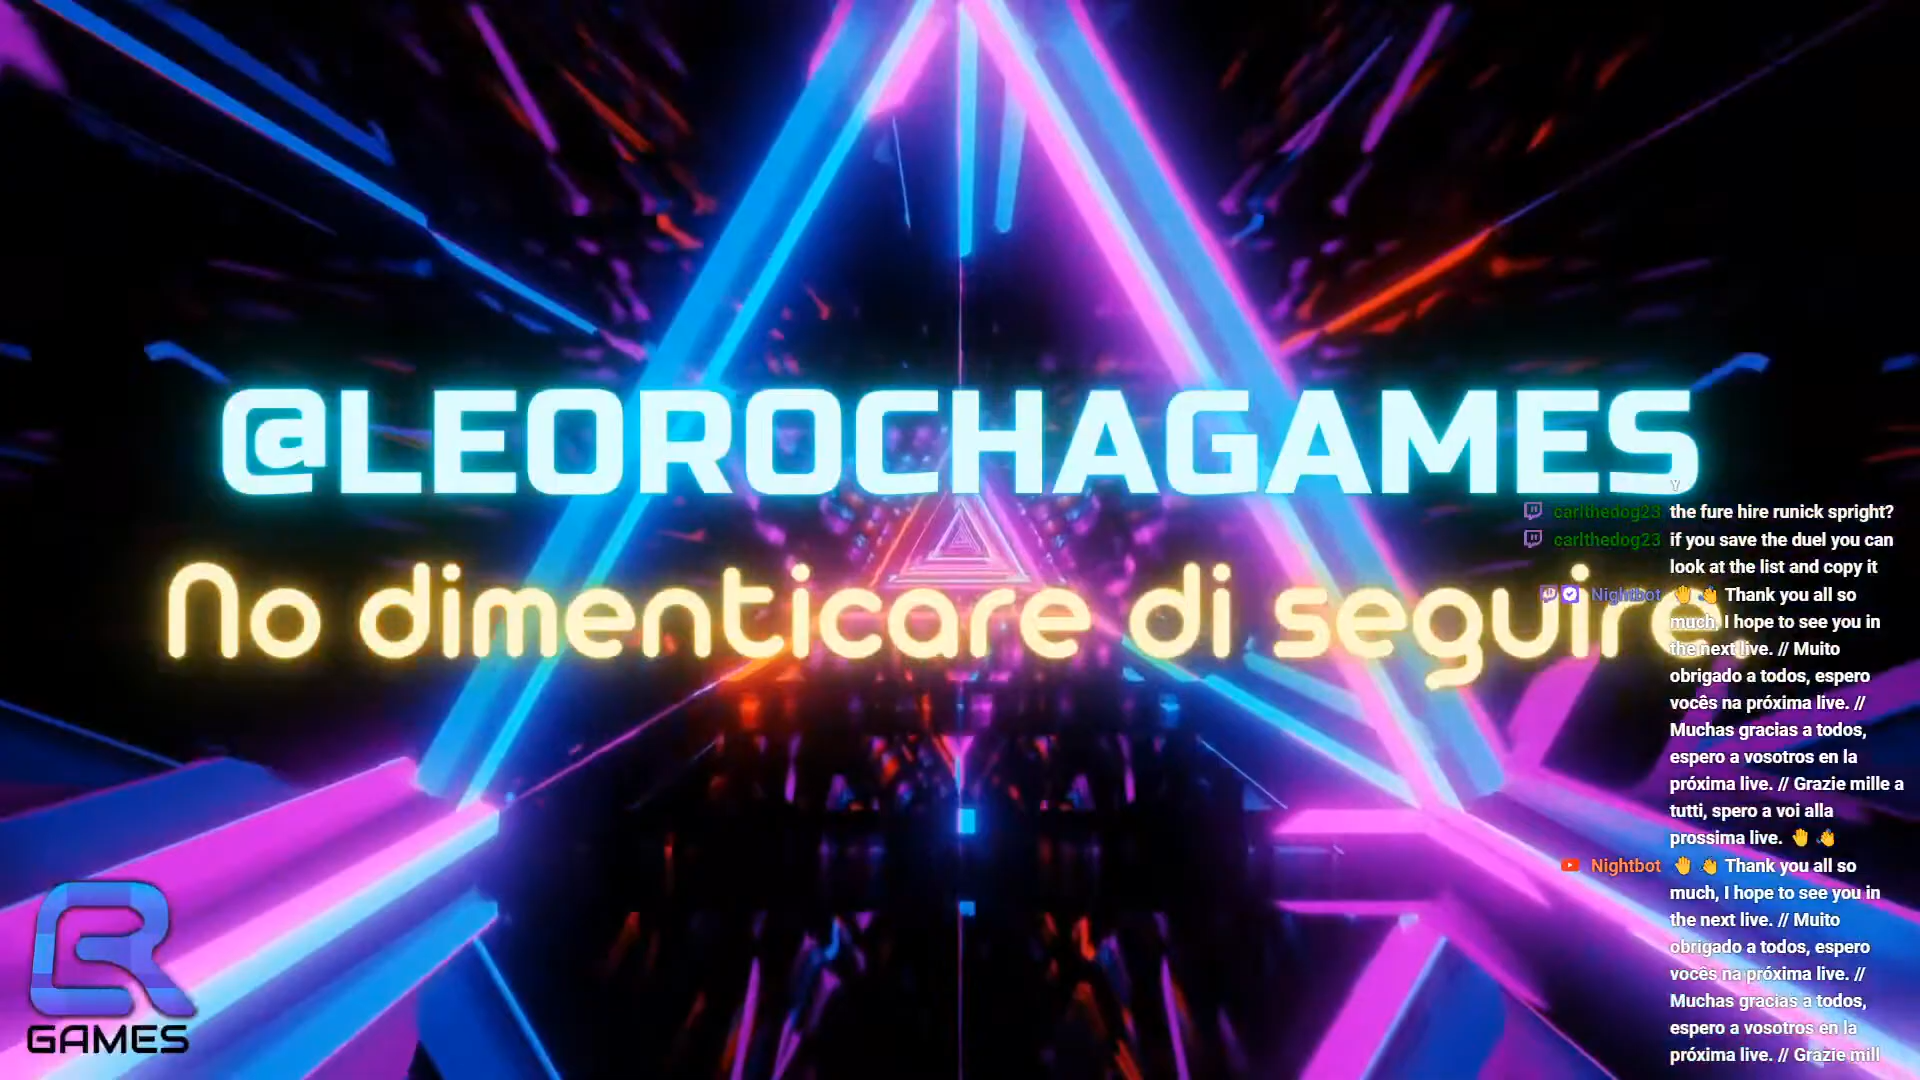 @LEOROCHAGAMES
No dimenticare di seguire
carlthedog23 the fure hire runick spright?
carlthedog23 if you save the duel you can
look at the list and copy it
Nightbot 🤚 👋 Thank you all so
much, I hope to see you in
the next live. // Muito
obrigado a todos, espero
vocês na próxima live. //
Muchas gracias a todos,
espero a vosotros en la
próxima live. // Grazie mille a
tutti, spero a voi alla
prossima live. 🤚 👋
Nightbot 🤚 👋 Thank you all so
much, I hope to see you in
the next live. // Muito
obrigado a todos, espero
vocês na próxima live. //
Muchas gracias a todos,
espero a vosotros en la
próxima live. // Grazie mill
GAMES